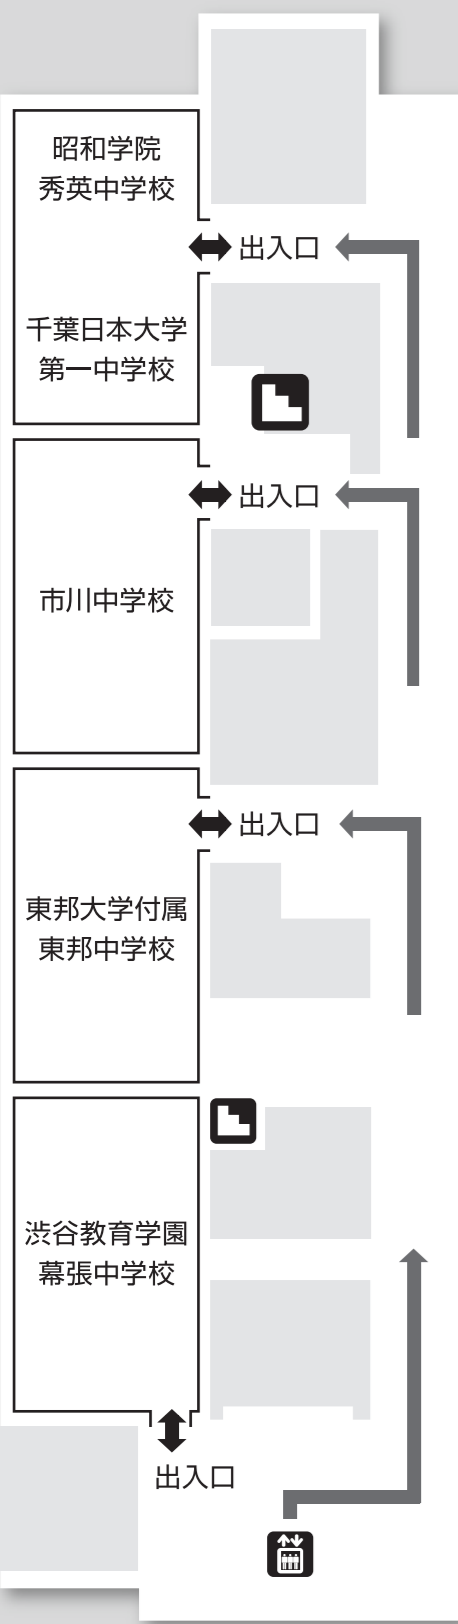 昭和学院
秀英中学校
出入口
千葉日本大学
第一中学校
出入口
市川中学校
出入口
東邦大学付属
東邦中学校
渋谷教育学園
幕張中学校
出入口